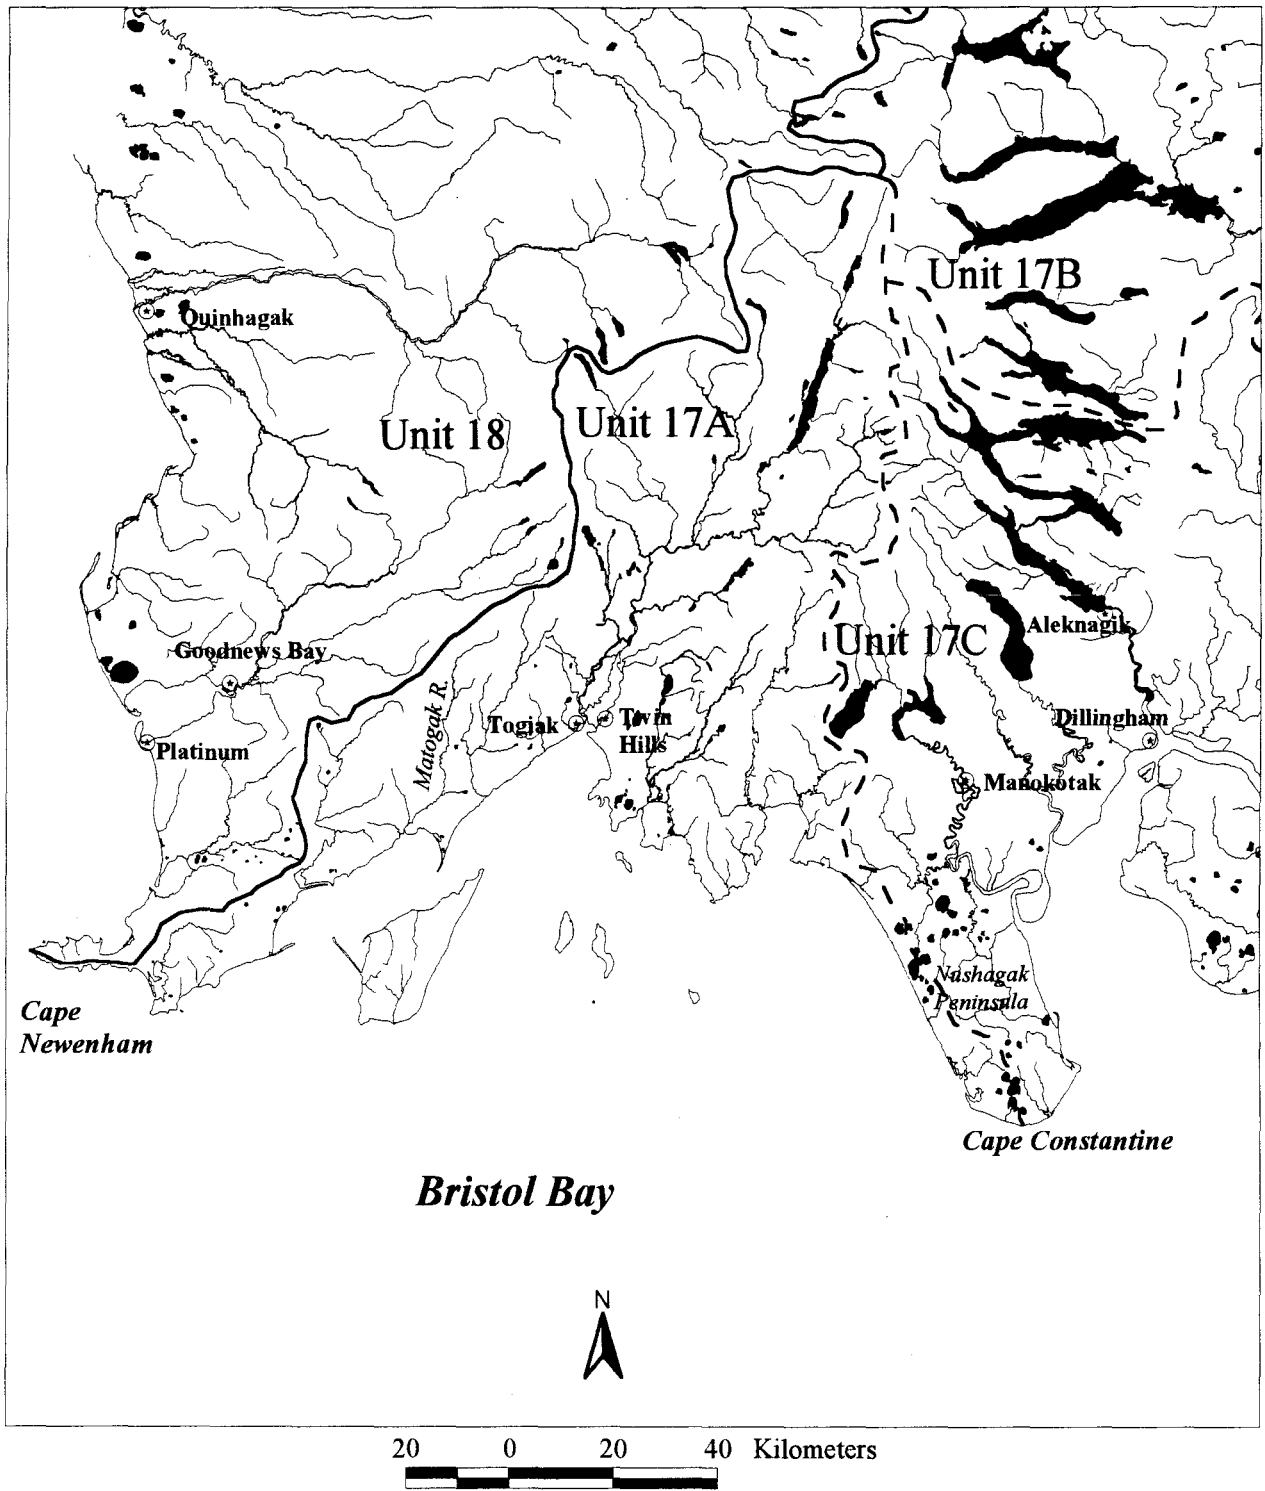 Unit 17B
Quinhagak
Unit 17A
Unit 18
Aleknagik
Unit 17C
Goodnews Bay
Matogak R.
Togiak
Twin
Hills
Dillingham
Platinum
Manokotak
Nushagak
Peninsula
Cape
Newenham
Cape Constantine
Bristol Bay
N
20 0 20 40 Kilometers